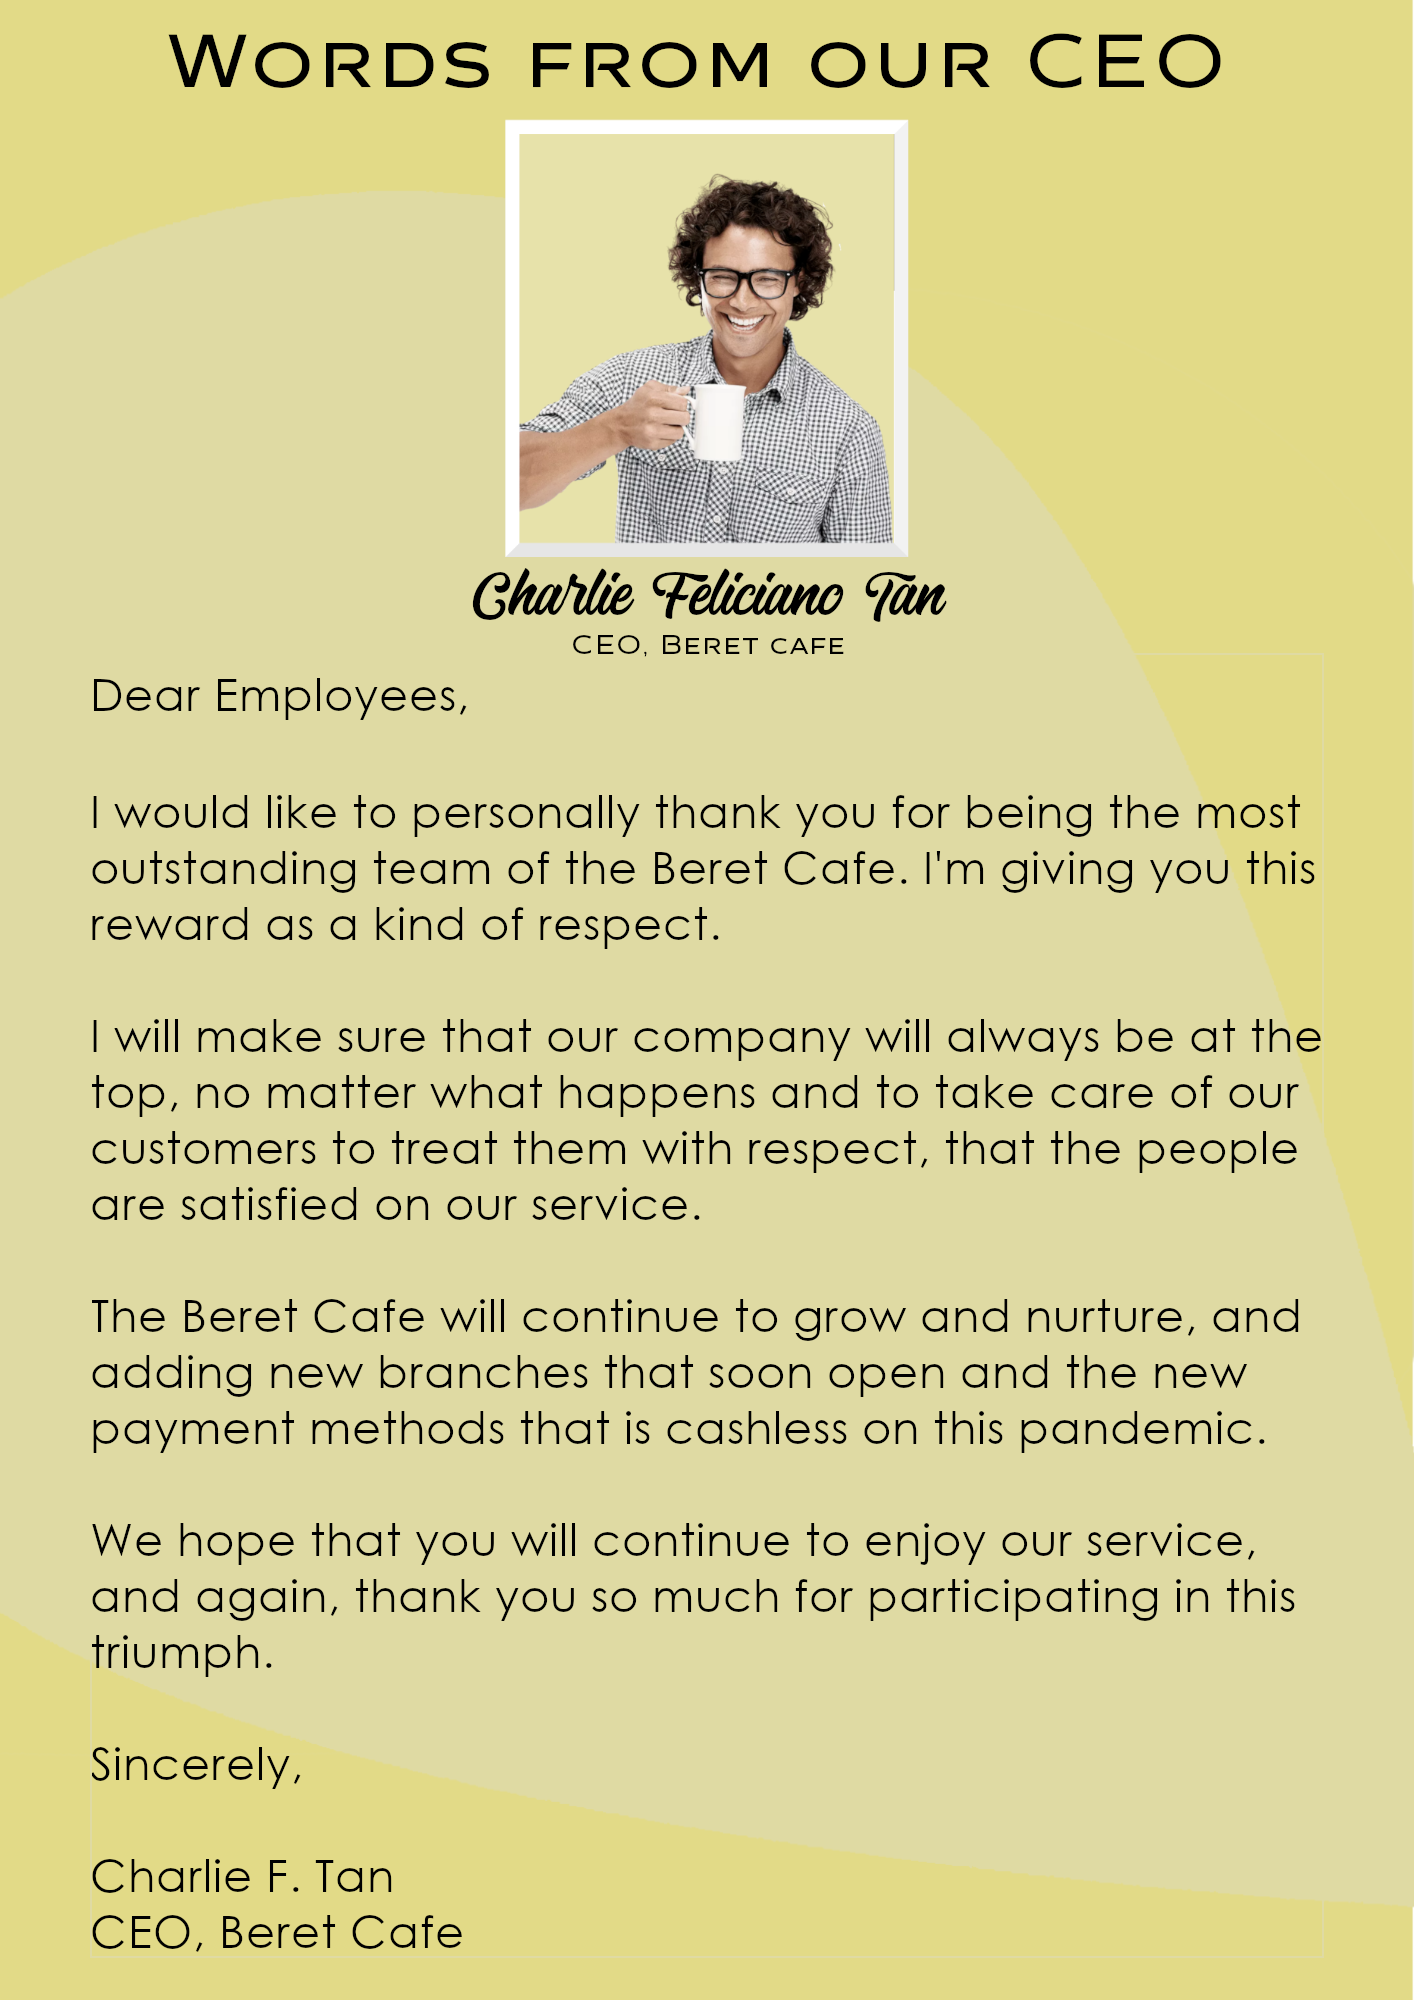 Words from our CEO
Charlie Feliciano Tan
CEO, Beret cafe
Dear Employees,
I would like to personally thank you for being the most
outstanding team of the Beret Cafe. I'm giving you this
reward as a kind of respect.
I will make sure that our company will always be at the
top, no matter what happens and to take care of our
customers to treat them with respect, that the people
are satisfied on our service.
The Beret Cafe will continue to grow and nurture, and
adding new branches that soon open and the new
payment methods that is cashless on this pandemic.
We hope that you will continue to enjoy our service,
and again, thank you so much for participating in this
triumph.
Sincerely,
Charlie F. Tan
CEO, Beret Cafe